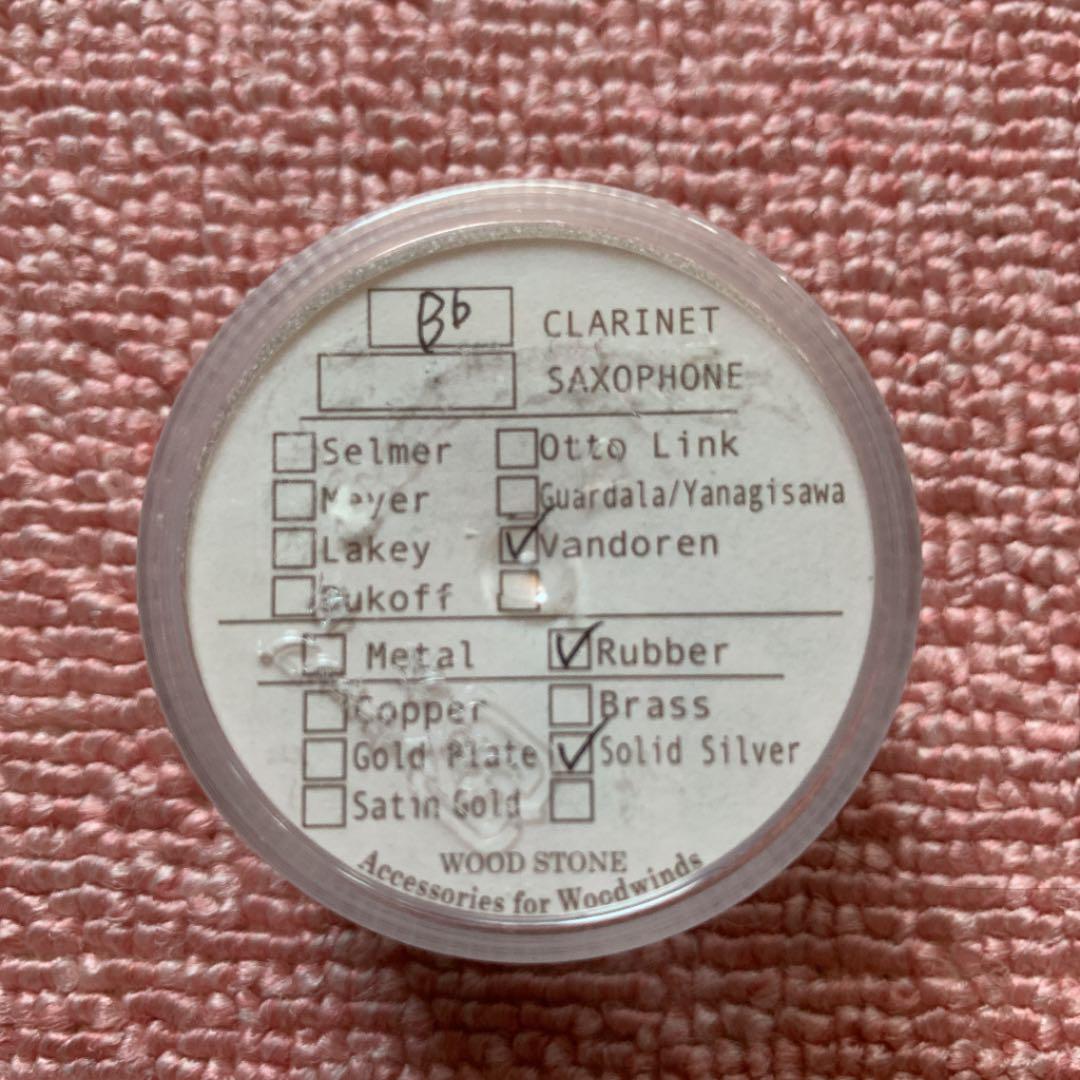 B♭ CLARINET
SAXOPHONE
Selmer Otto Link
Meyer Guardala/Yanagisawa
Lakey Vandoren
Dukoff
Metal Rubber
Copper Brass
Gold Plate Solid Silver
Satin Gold
WOOD STONE
Accessories for Woodwinds